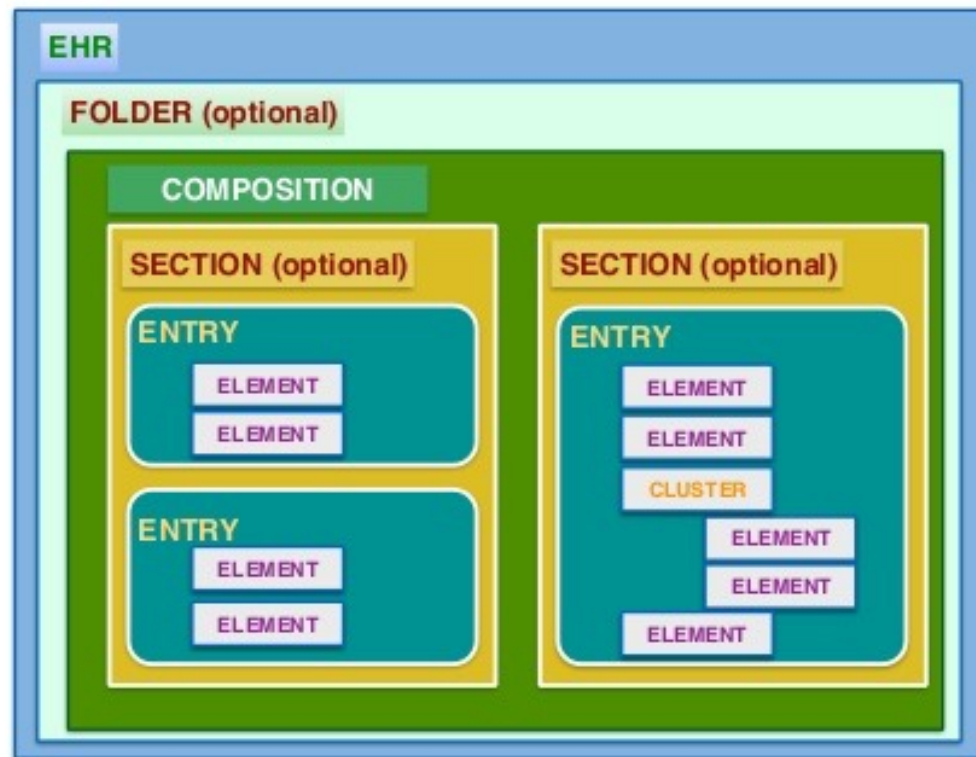 EHR
FOLDER (optional)
COMPOSITION
SECTION (optional)
ENTRY
ELEMENT
ELEMENT
ENTRY
ELEMENT
ELEMENT
SECTION (optional)
ENTRY
ELEMENT
ELEMENT
CLUSTER
ELEMENT
ELEMENT
ELEMENT